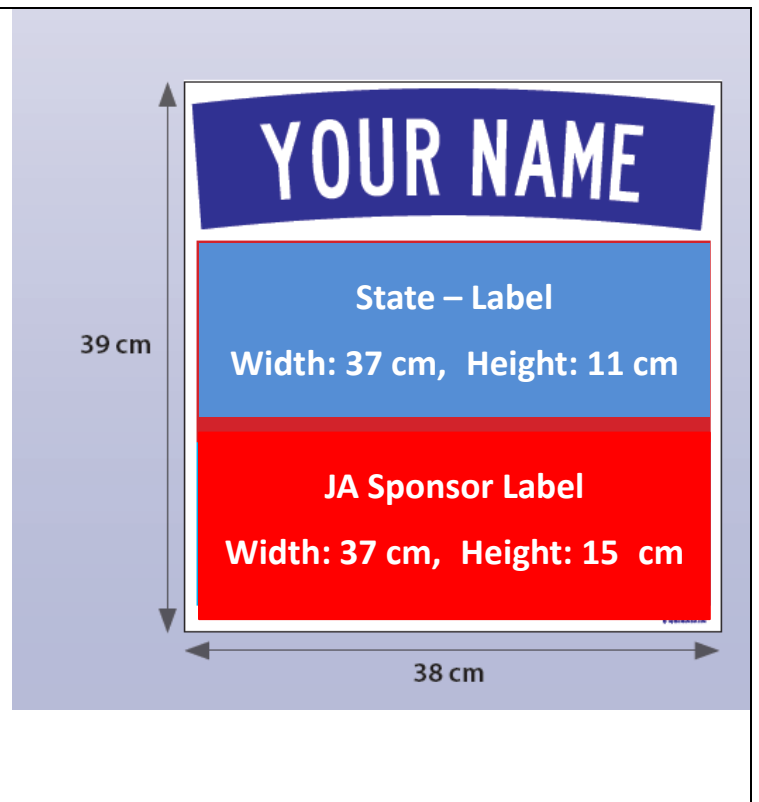 YOUR NAME
State – Label
Width: 37 cm, Height: 11 cm
39 cm
JA Sponsor Label
Width: 37 cm, Height: 15 cm
38 cm